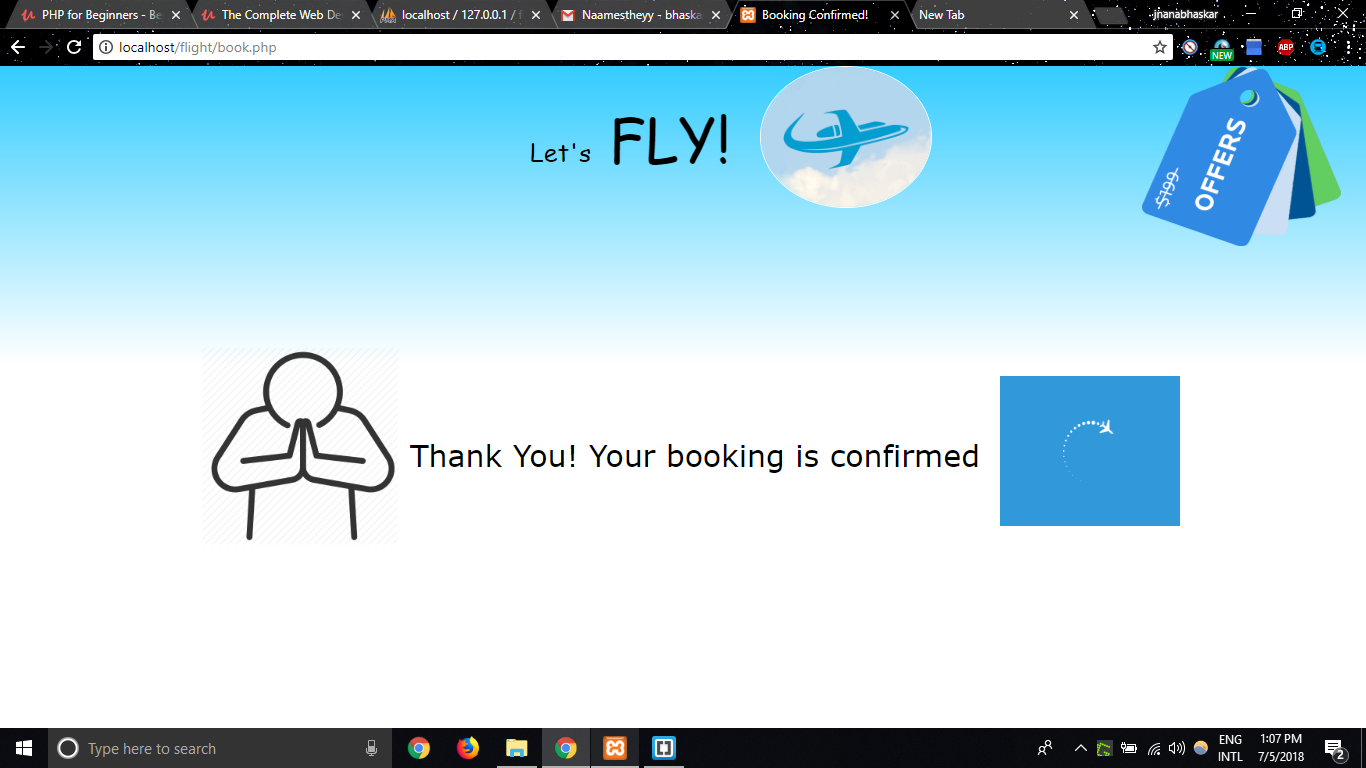 PHP for Beginners - Be
The Complete Web De
localhost / 127.0.0.1 / f
Naamestheyy - bhaska
Booking Confirmed!
New Tab
jnanabhaskar
localhost/flight/book.php
NEW
ABP
Let's FLY!
OFFERS
$199
Thank You! Your booking is confirmed
Type here to search
ENG
INTL
1:07 PM
7/5/2018
2